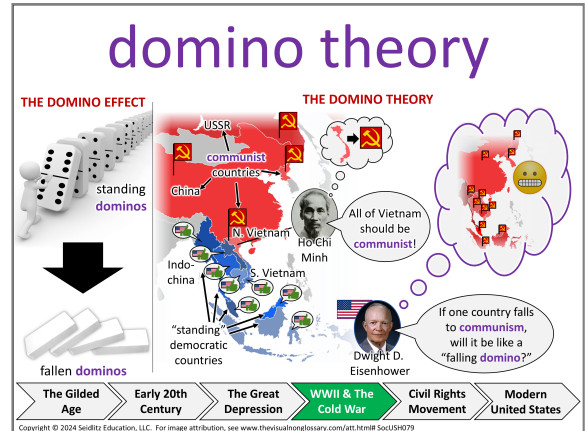 domino theory
THE DOMINO EFFECT
standing
dominos
fallen dominos
THE DOMINO THEORY
USSR
communist
countries
China
N. Vietnam
Ho Chi
Minh
All of Vietnam
should be
communist!
Indo-
china
S. Vietnam
"standing"
democratic
countries
Dwight D.
Eisenhower
If one country falls
to communism,
will it be like a
"falling domino?"
The Gilded
Age
Early 20th
Century
The Great
Depression
WWII & The
Cold War
Civil Rights
Movement
Modern
United States
Copyright © 2024 Seidlitz Education, LLC. For image attribution, see www.thevisualnonglossary.com/att.html# SocUSH079